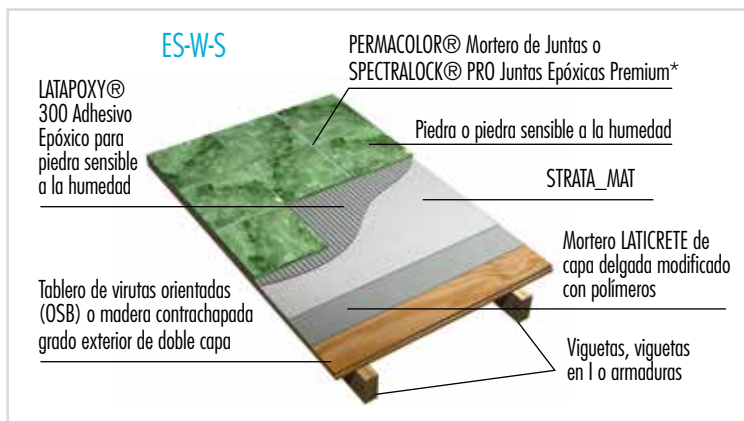 ES-W-S
PERMACOLOR® Mortero de Juntas o
SPECTRALOCK® PRO Juntas Epóxicas Premium*
LATAPOXY®
300 Adhesivo
Epóxico para
piedra sensible
a la humedad
Piedra o piedra sensible a la humedad
STRATA_MAT
Mortero LATICRETE de
capa delgada modificado
con polímeros
Tablero de virutas orientadas
(OSB) o madera contrachapada
grado exterior de doble capa
Viguetas, viguetas
en I o armaduras